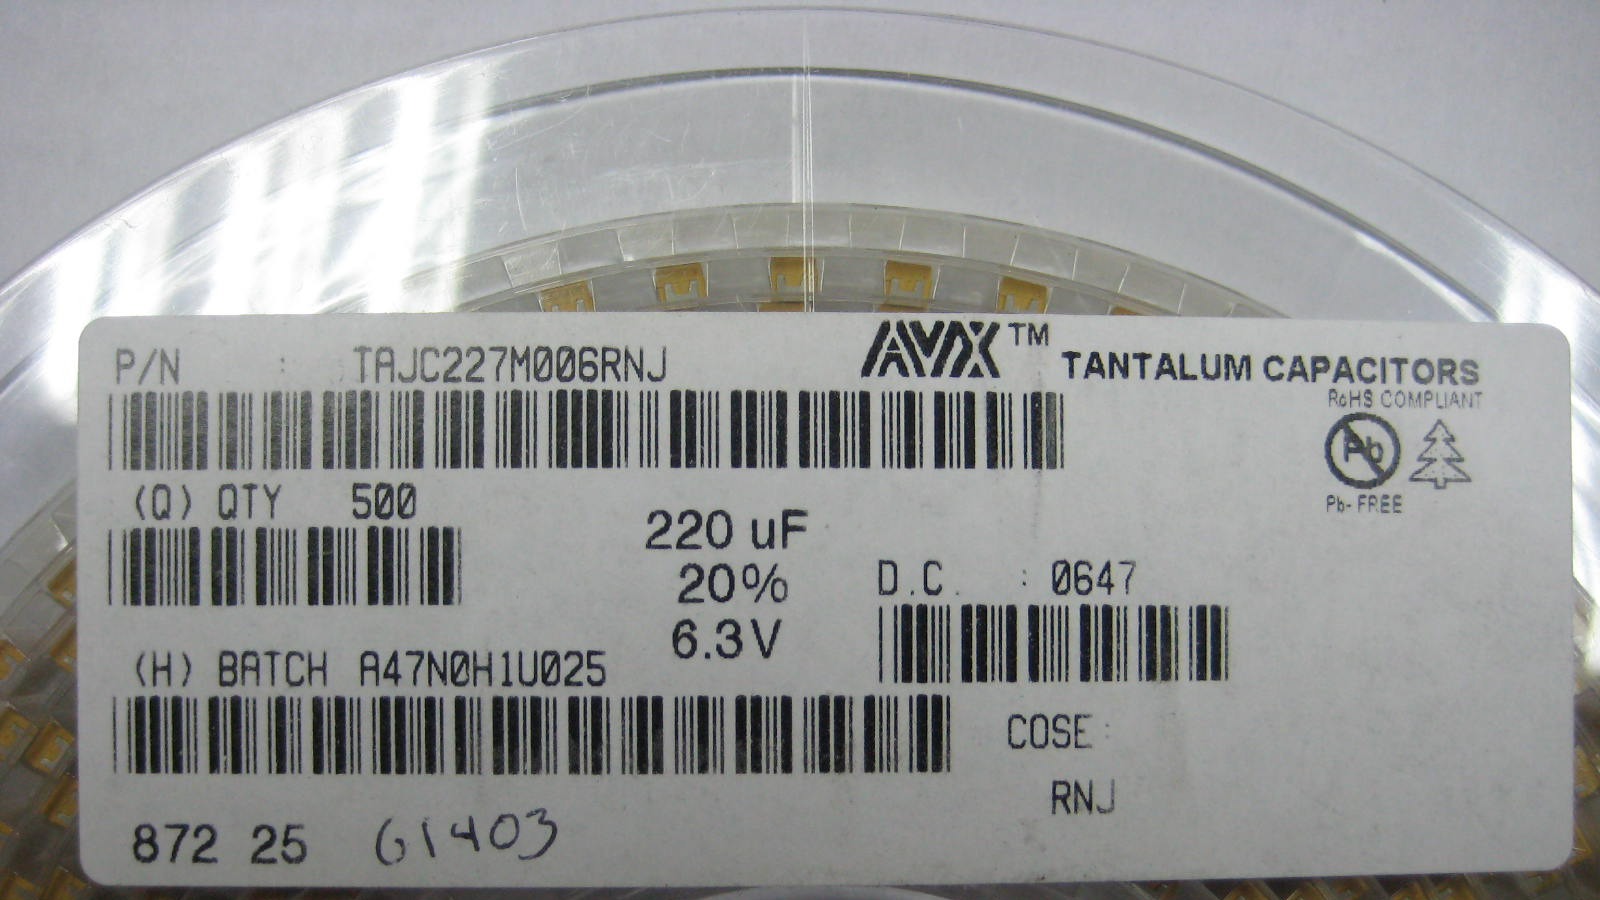 P/N : TAJC227M006RNJ
AVX™ TANTALUM CAPACITORS
RoHS COMPLIANT
Pb
Pb-FREE
(Q) QTY 500
220 uF
20%
6.3V
D.C. : 0647
(H) BATCH A47N0H1U025
COSE:
RNJ
872 25 61403